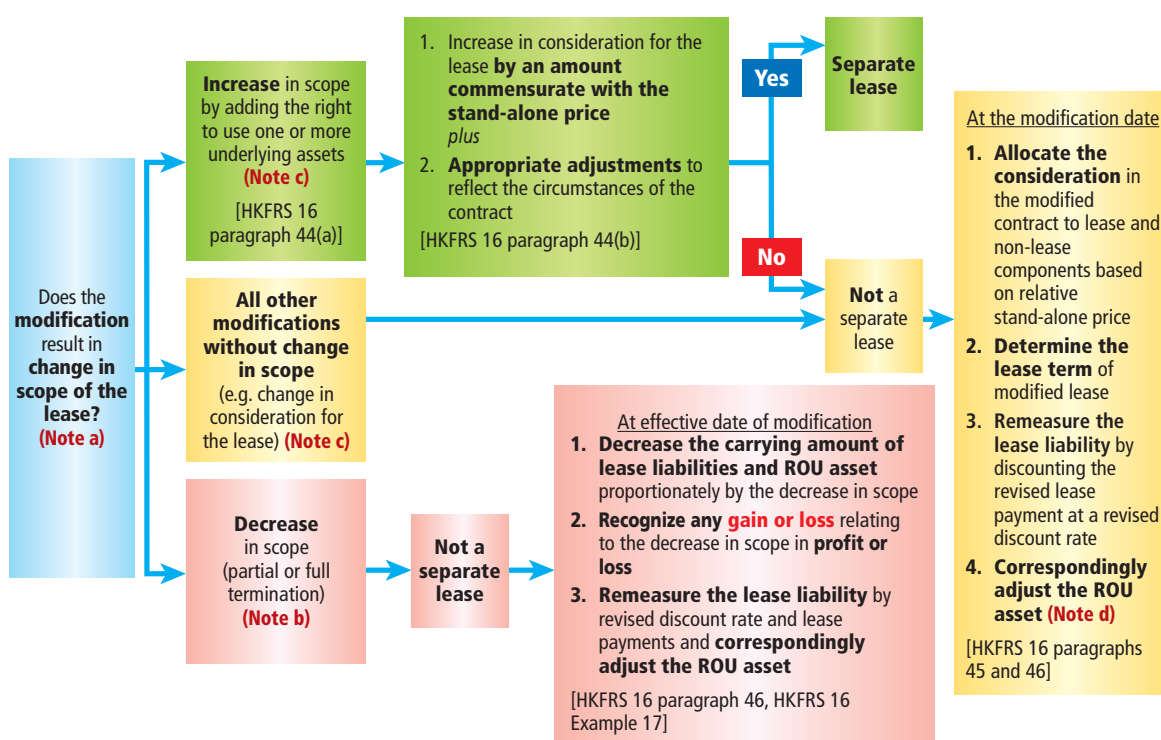 Does the
modification
result in
change in
scope of the
lease?
(Note a)
Increase in scope
by adding the right
to use one or more
underlying assets
(Note c)
[HKFRS 16
paragraph 44(a)]
1. Increase in consideration for the
lease by an amount
commensurate with the
stand-alone price
plus
2. Appropriate adjustments to
reflect the circumstances of the
contract
[HKFRS 16 paragraph 44(b)]
Yes
No
Separate
lease
All other
modifications
without change
in scope
(e.g. change in
consideration for
the lease) (Note c)
Not a
separate
lease
At the modification date
1. Allocate the
consideration in
the modified
contract to lease and
non-lease
components based
on relative
stand-alone price
2. Determine the
lease term of
modified lease
3. Remeasure the
lease liability by
discounting the
revised lease
payment at a revised
discount rate
4. Correspondingly
adjust the ROU
asset (Note d)
[HKFRS 16 paragraphs
45 and 46]
Decrease
in scope
(partial or full
termination)
(Note b)
Not a
separate
lease
At effective date of modification
1. Decrease the carrying amount of
lease liabilities and ROU asset
proportionately by the decrease in scope
2. Recognize any gain or loss relating
to the decrease in scope in profit or
loss
3. Remeasure the lease liability by
revised discount rate and lease
payments and correspondingly
adjust the ROU asset
[HKFRS 16 paragraph 46, HKFRS 16
Example 17]